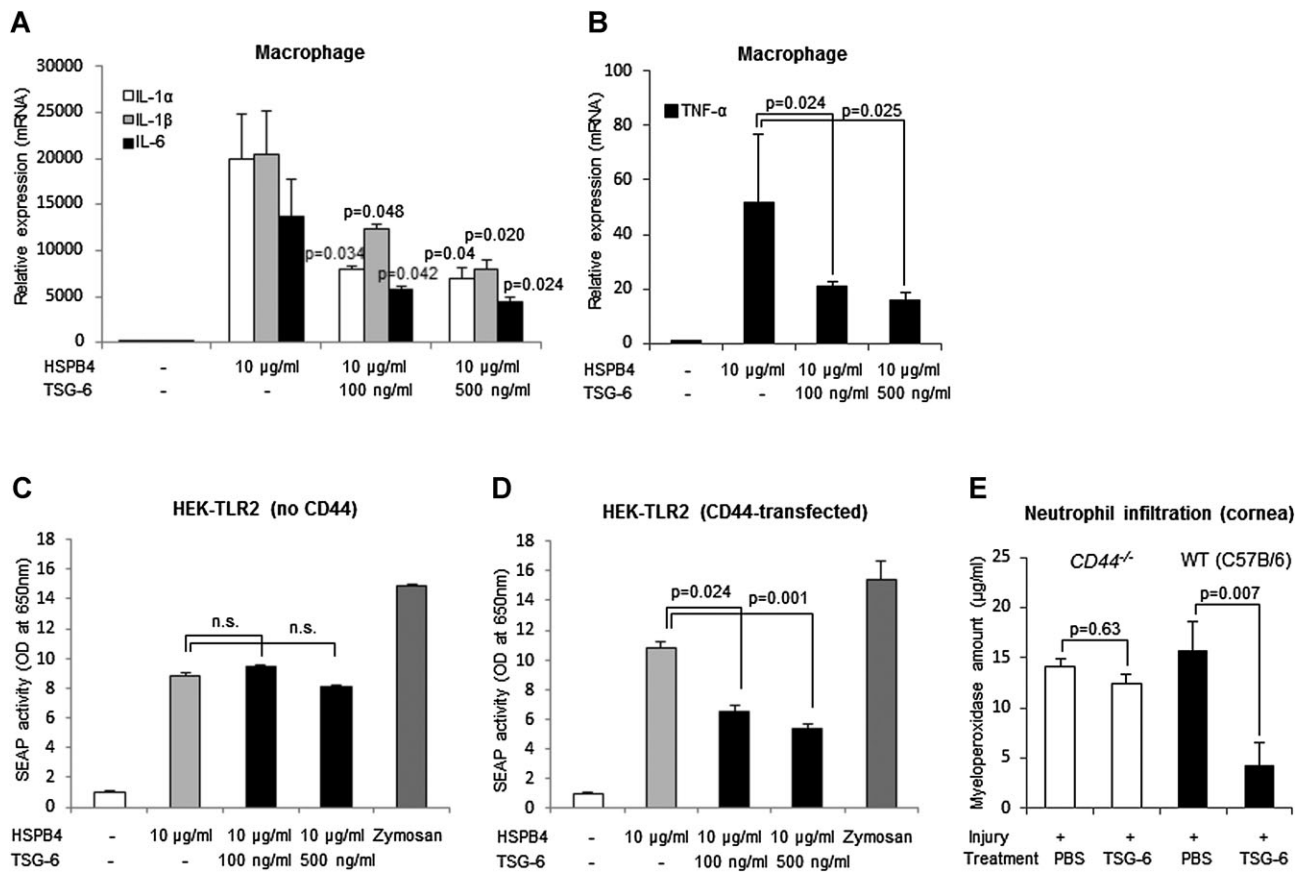 A
Macrophage
Relative expression (mRNA)
30000
25000
20000
15000
10000
5000
0
IL-1α
IL-1β
IL-6
p=0.034
p=0.048
p=0.042
p=0.04
p=0.020
p=0.024
HSPB4 - 10 µg/ml 10 µg/ml 10 µg/ml
TSG-6 - - 100 ng/ml 500 ng/ml
B
Macrophage
Relative expression (mRNA)
100
80
60
40
20
0
TNF-α
p=0.024
p=0.025
HSPB4 - 10 µg/ml 10 µg/ml 10 µg/ml
TSG-6 - - 100 ng/ml 500 ng/ml
C
HEK-TLR2 (no CD44)
SEAP activity (OD at 650nm)
18
16
14
12
10
8
6
4
2
0
n.s.
n.s.
HSPB4 - 10 µg/ml 10 µg/ml 10 µg/ml Zymosan
TSG-6 - - 100 ng/ml 500 ng/ml
D
HEK-TLR2 (CD44-transfected)
SEAP activity (OD at 650nm)
18
16
14
12
10
8
6
4
2
0
p=0.024
p=0.001
HSPB4 - 10 µg/ml 10 µg/ml 10 µg/ml Zymosan
TSG-6 - - 100 ng/ml 500 ng/ml
E
Neutrophil infiltration (cornea)
Myeloperoxidase amount (µg/ml)
25
20
15
10
5
0
CD44-/-
WT (C57B/6)
p=0.63
p=0.007
Injury + + + +
Treatment PBS TSG-6 PBS TSG-6